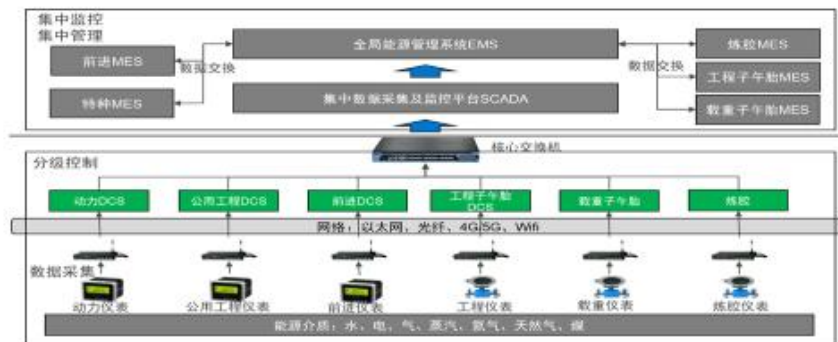 集中监控
集中管理
全局能源管理系统EMS
前进MES
数据交换
特种MES
集中数据采集及监控平台SCADA
炼胶MES
数据交换
工程子午胎MES
载重子午胎MES
核心交换机
分级控制
动力DCS
公用工程DCS
前进DCS
工程子午胎
DCS
载重子午胎
炼胶
网络：以太网、光纤、4G/5G、Wifi
数据采集
动力仪表
公用工程仪表
前进仪表
工程仪表
载重仪表
炼胶仪表
能源介质：水、电、气、蒸汽、氮气、天然气、煤